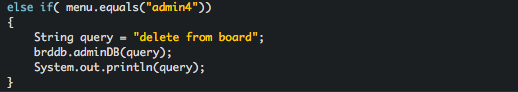 else if( menu.equals("admin4"))
{
    String query = "delete from board";
    brddb.adminDB(query);
    System.out.println(query);
}